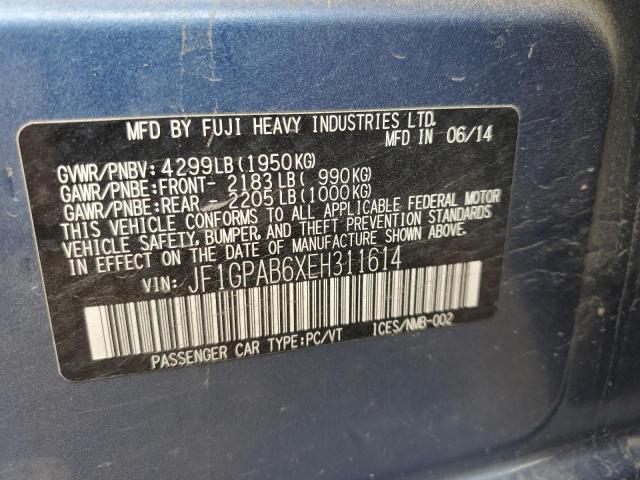 MFD BY FUJI HEAVY INDUSTRIES LTD.
MFD IN 06/14
GVWR/PNBV: 4299LB(1950KG)
GAWR/PNBE:FRONT- 2183LB( 990KG)
GAWR/PNBE:REAR - 2205LB(1000KG)
THIS VEHICLE CONFORMS TO ALL APPLICABLE FEDERAL MOTOR
VEHICLE SAFETY, BUMPER, AND THEFT PREVENTION STANDARDS
IN EFFECT ON THE DATE OF MANUFACTURE SHOWN ABOVE.
VIN: JF1GPAB6XEH311614
PASSENGER CAR TYPE:PC/VT ICES/NMB-002